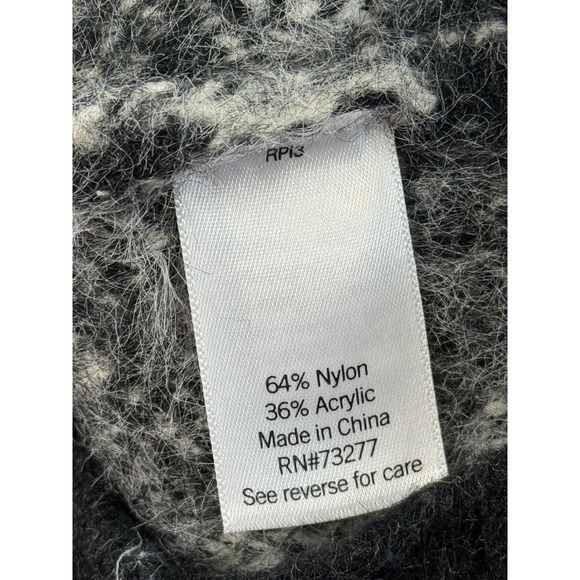 RPI3
64% Nylon
36% Acrylic
Made in China
RN#73277
See reverse for care